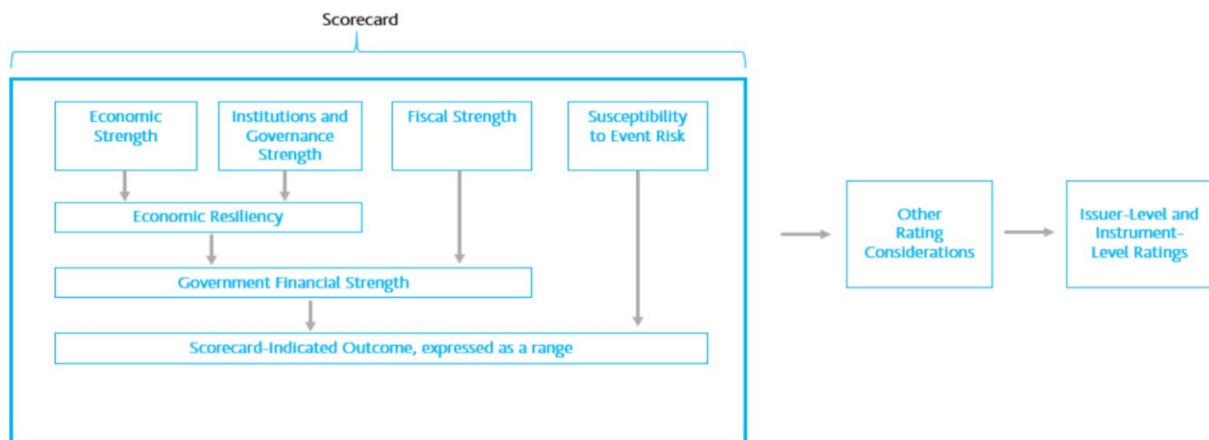 Scorecard
Economic
Strength
Institutions and
Governance
Strength
Fiscal Strength
Susceptibility
to Event Risk
Economic Resiliency
Government Financial Strength
Scorecard-Indicated Outcome, expressed as a range
Other
Rating
Considerations
Issuer-Level and
Instrument-
Level Ratings